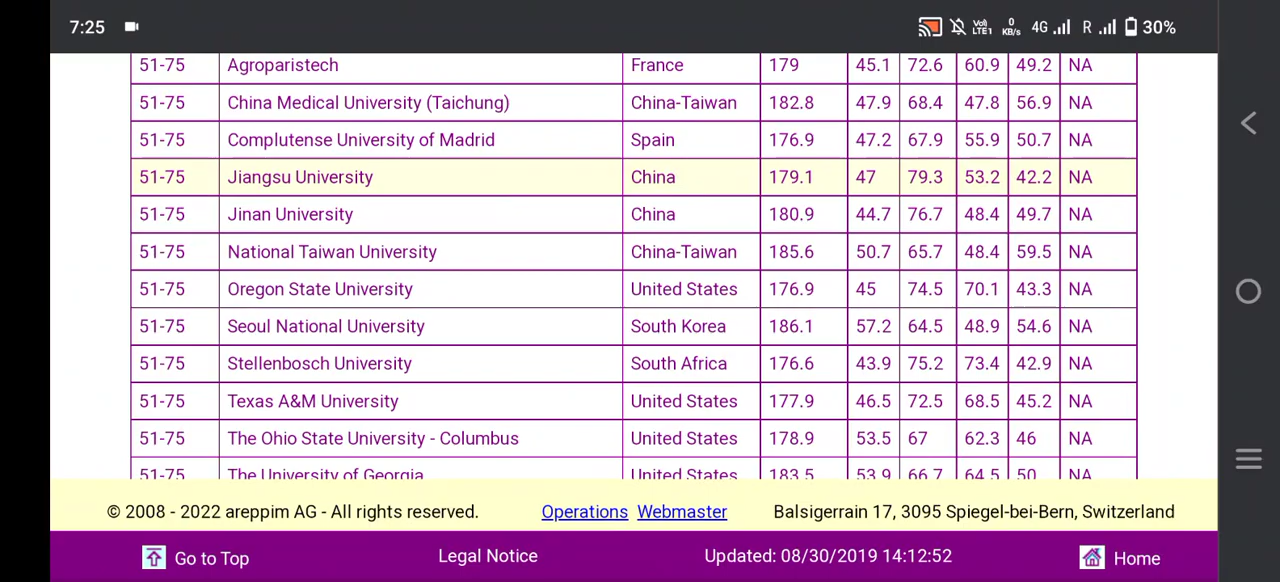 7:25 Vo) LTE1 0 KB/s 4G R 30%
51-75 Agroparistech France 179 45.1 72.6 60.9 49.2 NA
51-75 China Medical University (Taichung) China-Taiwan 182.8 47.9 68.4 47.8 56.9 NA
51-75 Complutense University of Madrid Spain 176.9 47.2 67.9 55.9 50.7 NA
51-75 Jiangsu University China 179.1 47 79.3 53.2 42.2 NA
51-75 Jinan University China 180.9 44.7 76.7 48.4 49.7 NA
51-75 National Taiwan University China-Taiwan 185.6 50.7 65.7 48.4 59.5 NA
51-75 Oregon State University United States 176.9 45 74.5 70.1 43.3 NA
51-75 Seoul National University South Korea 186.1 57.2 64.5 48.9 54.6 NA
51-75 Stellenbosch University South Africa 176.6 43.9 75.2 73.4 42.9 NA
51-75 Texas A&M University United States 177.9 46.5 72.5 68.5 45.2 NA
51-75 The Ohio State University - Columbus United States 178.9 53.5 67 62.3 46 NA
51-75 The University of Georgia United States 183.5 53.9 66.7 64.5 50 NA
© 2008 - 2022 areppim AG - All rights reserved. Operations Webmaster Balsigerrain 17, 3095 Spiegel-bei-Bern, Switzerland
Go to Top Legal Notice Updated: 08/30/2019 14:12:52 Home